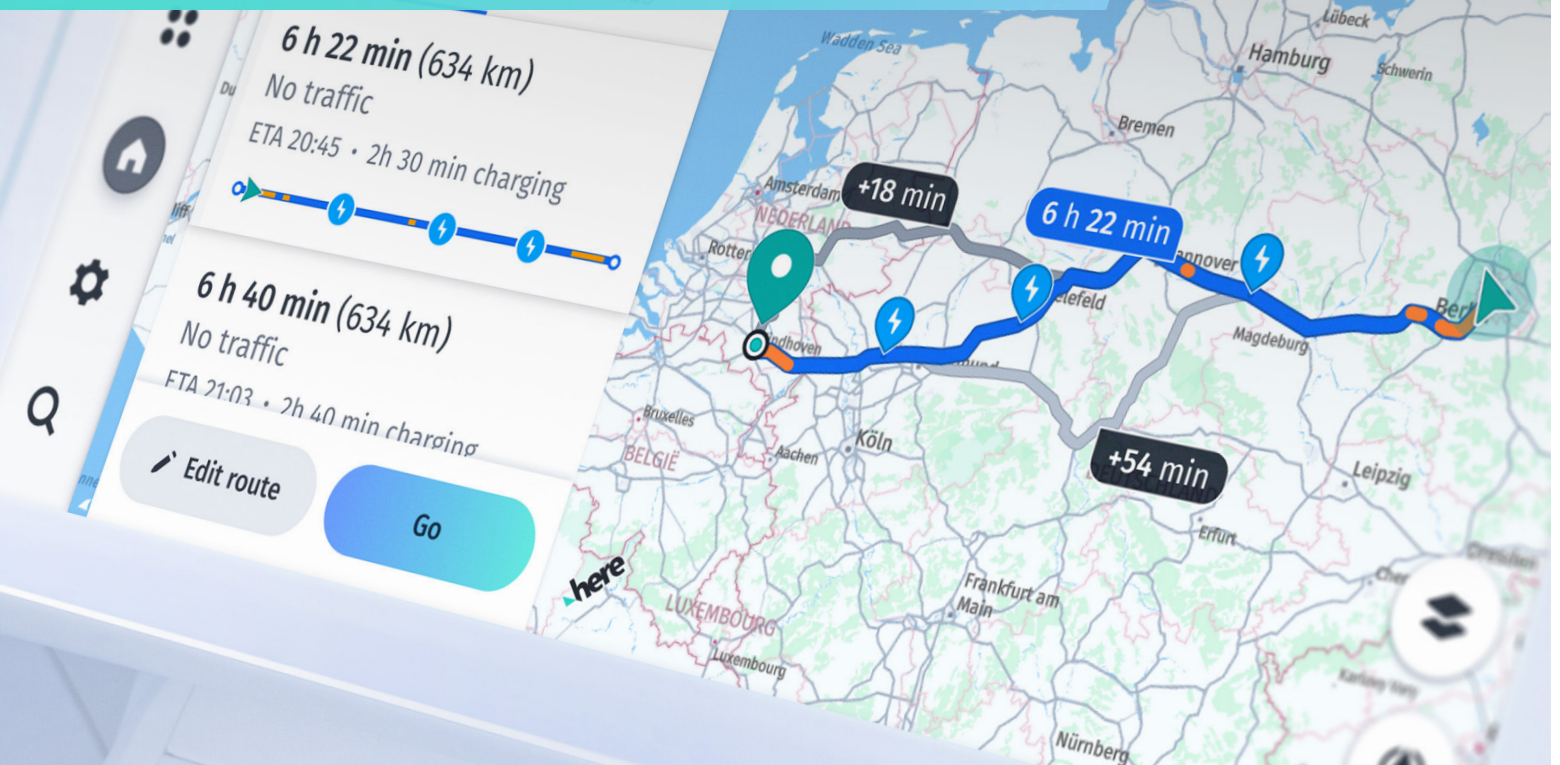 6 h 22 min (634 km)
No traffic
ETA 20:45 • 2h 30 min charging
6 h 40 min (634 km)
No traffic
ETA 21:03 • 2h 40 min charging
Edit route
Go
here
Wadden Sea
Lübeck
Hamburg
Schwerin
Bremen
Amsterdam
+18 min
NEDERLAND
6 h 22 min
Magdeburg
Bruxelles
Köln
BELGIË
Aachen
+54 min
DEUTSCHLAND
Leipzig
Erfurt
Frankfurt am
Main
LUXEMBOURG
Luxembourg
Nürnberg